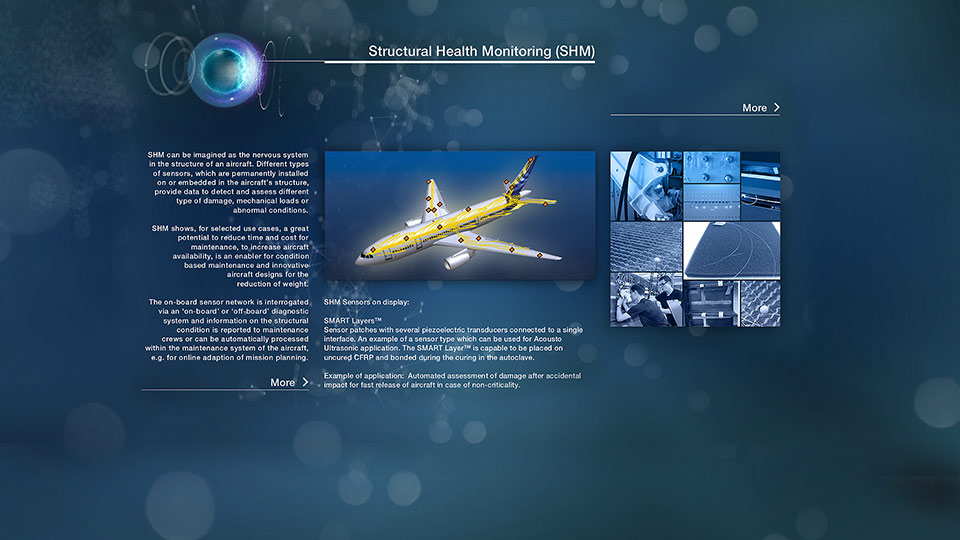 Structural Health Monitoring (SHM)
More
SHM can be imagined as the nervous system
in the structure of an aircraft. Different types
of sensors, which are permanently installed
on or embedded in the aircraft's structure,
provide data to detect and assess different
type of damage, mechanical loads or
abnormal conditions.
SHM shows, for selected use cases, a great
potential to reduce time and cost for
maintenance, to increase aircraft
availability, is an enabler for condition
based maintenance and innovative
aircraft designs for the
reduction of weight.
The on-board sensor network is interrogated
via an 'on-board' or 'off-board' diagnostic
system and information on the structural
condition is reported to maintenance
crews or can be automatically processed
within the maintenance system of the aircraft,
e.g. for online adaption of mission planning.
More
SHM Sensors on display:
SMART Layers™
Sensor patches with several piezoelectric transducers connected to a single
interface. An example of a sensor type which can be used for Acousto
Ultrasonic application. The SMART Layer™ is capable to be placed on
uncured CFRP and bonded dyring the curing in the autoclave.
Example of application: Automated assessment of damage after accidental
impact for fast release of aircraft in case of non-criticality.